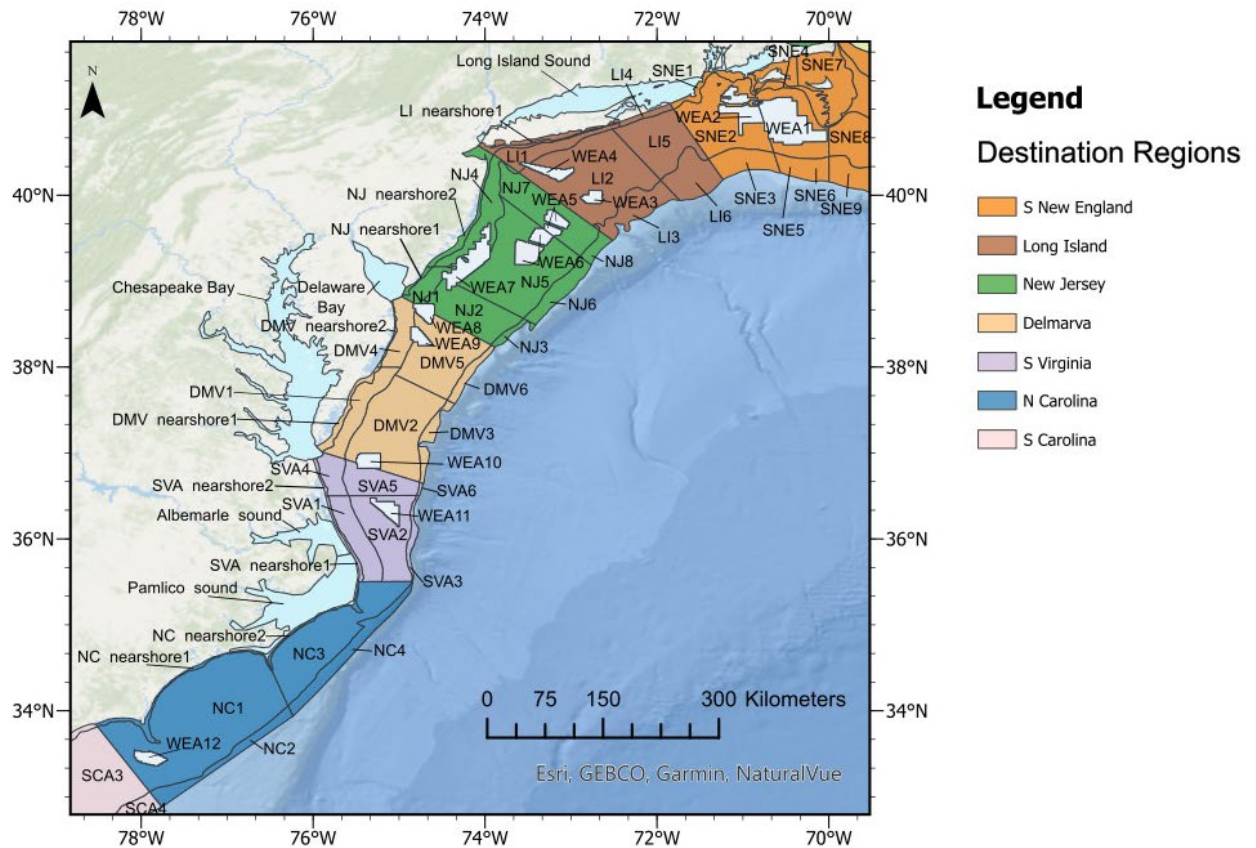 78°W 76°W 74°W 72°W 70°W
N
Long Island Sound
LI4
SNE1
SNE4
SNE7
LI nearshore1
WEA2
WEA1
SNE2
SNE8
LI1
WEA4
LI5
LI2
40°N
40°N
NJ4
NJ7
NJ nearshore2
WEA5
WEA3
LI6
SNE3
SNE6
SNE9
SNE5
LI3
NJ nearshore1
NJ8
WEA6
WEA7
NJ5
NJ6
Chesapeake Bay
Delaware
Bay
NJ1
NJ2
DMV nearshore2
WEA8
WEA9
NJ3
38°N
38°N
DMV4
DMV5
DMV6
DMV1
DMV nearshore1
DMV2
DMV3
WEA10
SVA4
SVA nearshore2
SVA5
SVA6
SVA1
WEA11
Albemarle sound
SVA2
36°N
36°N
SVA nearshore1
SVA3
Pamlico sound
NC nearshore2
NC nearshore1
NC3
NC4
34°N
34°N
NC1
WEA12
NC2
SCA3
SCA4
0 75 150 300 Kilometers
Esri, GEBCO, Garmin, NaturalVue
78°W 76°W 74°W 72°W 70°W
Legend
Destination Regions
S New England
Long Island
New Jersey
Delmarva
S Virginia
N Carolina
S Carolina